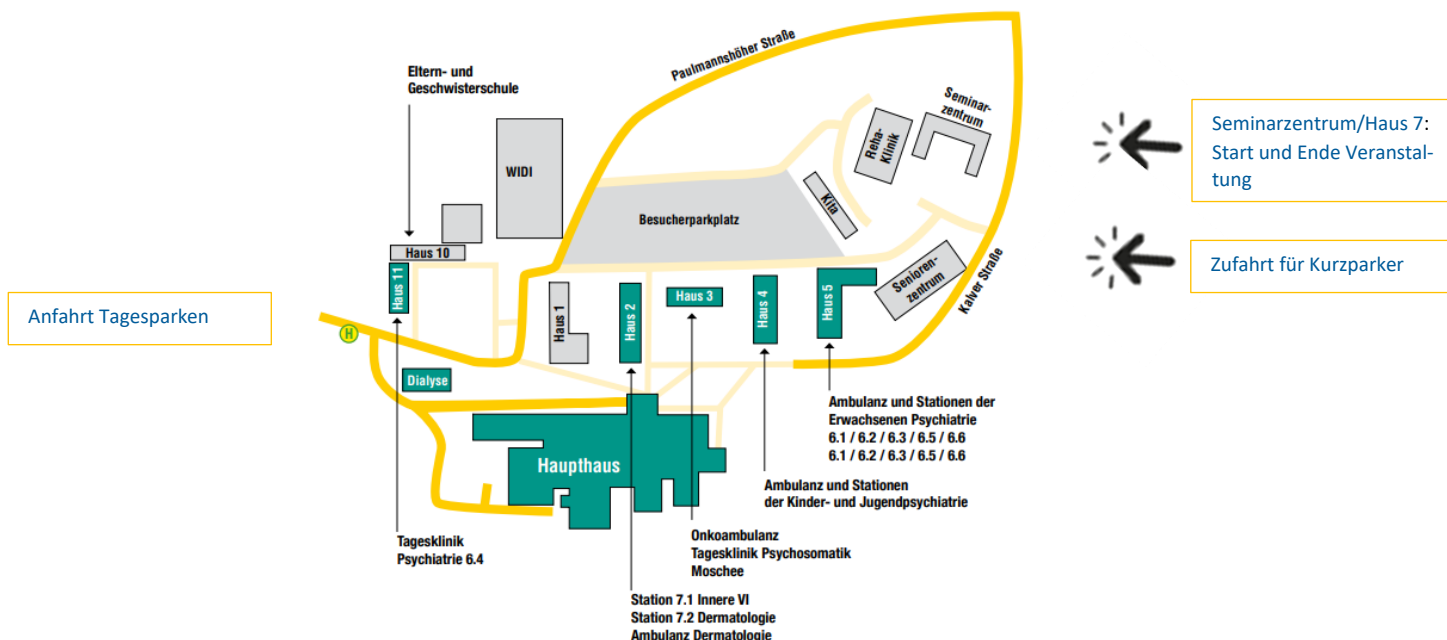 Paulmannshöher Straße
Eltern- und
Geschwisterschule
WIDI
Seminar-
zentrum
Reha-
Klinik
Seminarzentrum/Haus 7:
Start und Ende Veranstal-
tung
Kita
Besucherparkplatz
Haus 10
Haus 11
Senioren-
zentrum
Kalver Straße
Zufahrt für Kurzparker
Anfahrt Tagesparken
H
Haus 1
Haus 2
Haus 3
Haus 4
Haus 5
Dialyse
Haupthaus
Ambulanz und Stationen der
Erwachsenen Psychiatrie
6.1 / 6.2 / 6.3 / 6.5 / 6.6
6.1 / 6.2 / 6.3 / 6.5 / 6.6
Ambulanz und Stationen
der Kinder- und Jugendpsychiatrie
Onkoambulanz
Tagesklinik Psychosomatik
Moschee
Tagesklinik
Psychiatrie 6.4
Station 7.1 Innere VI
Station 7.2 Dermatologie
Ambulanz Dermatologie